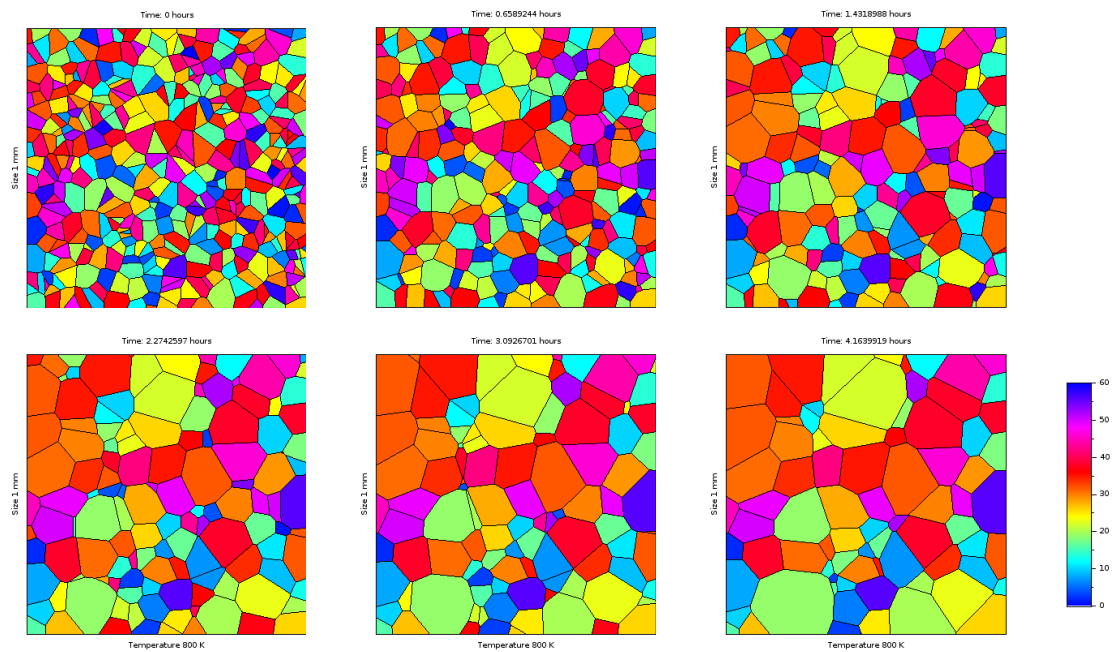 Time: 0 hours
Time: 0.6589244 hours
Time: 1.4318988 hours
Size 1 mm
Size 1 mm
Size 1 mm
Time: 2.2742597 hours
Time: 3.0926701 hours
Time: 4.1639919 hours
Size 1 mm
Size 1 mm
Size 1 mm
60
50
40
30
20
10
0
Temperature 800 K
Temperature 800 K
Temperature 800 K